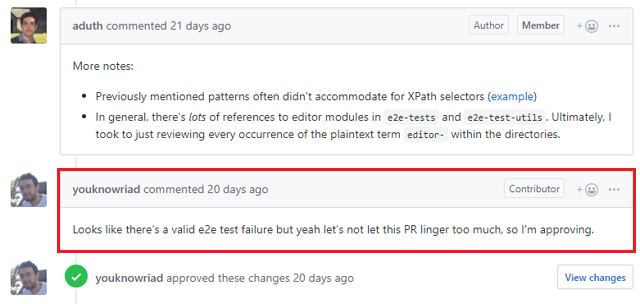 aduth commented 21 days ago
Author
Member
More notes:
Previously mentioned patterns often didn't accommodate for XPath selectors (example)
In general, there's lots of references to editor modules in e2e-tests and e2e-test-utils. Ultimately, I
took to just reviewing every occurrence of the plaintext term editor- within the directories.
youknowriad commented 20 days ago
Contributor
Looks like there's a valid e2e test failure but yeah let's not let this PR linger too much, so I'm approving.
youknowriad approved these changes 20 days ago
View changes